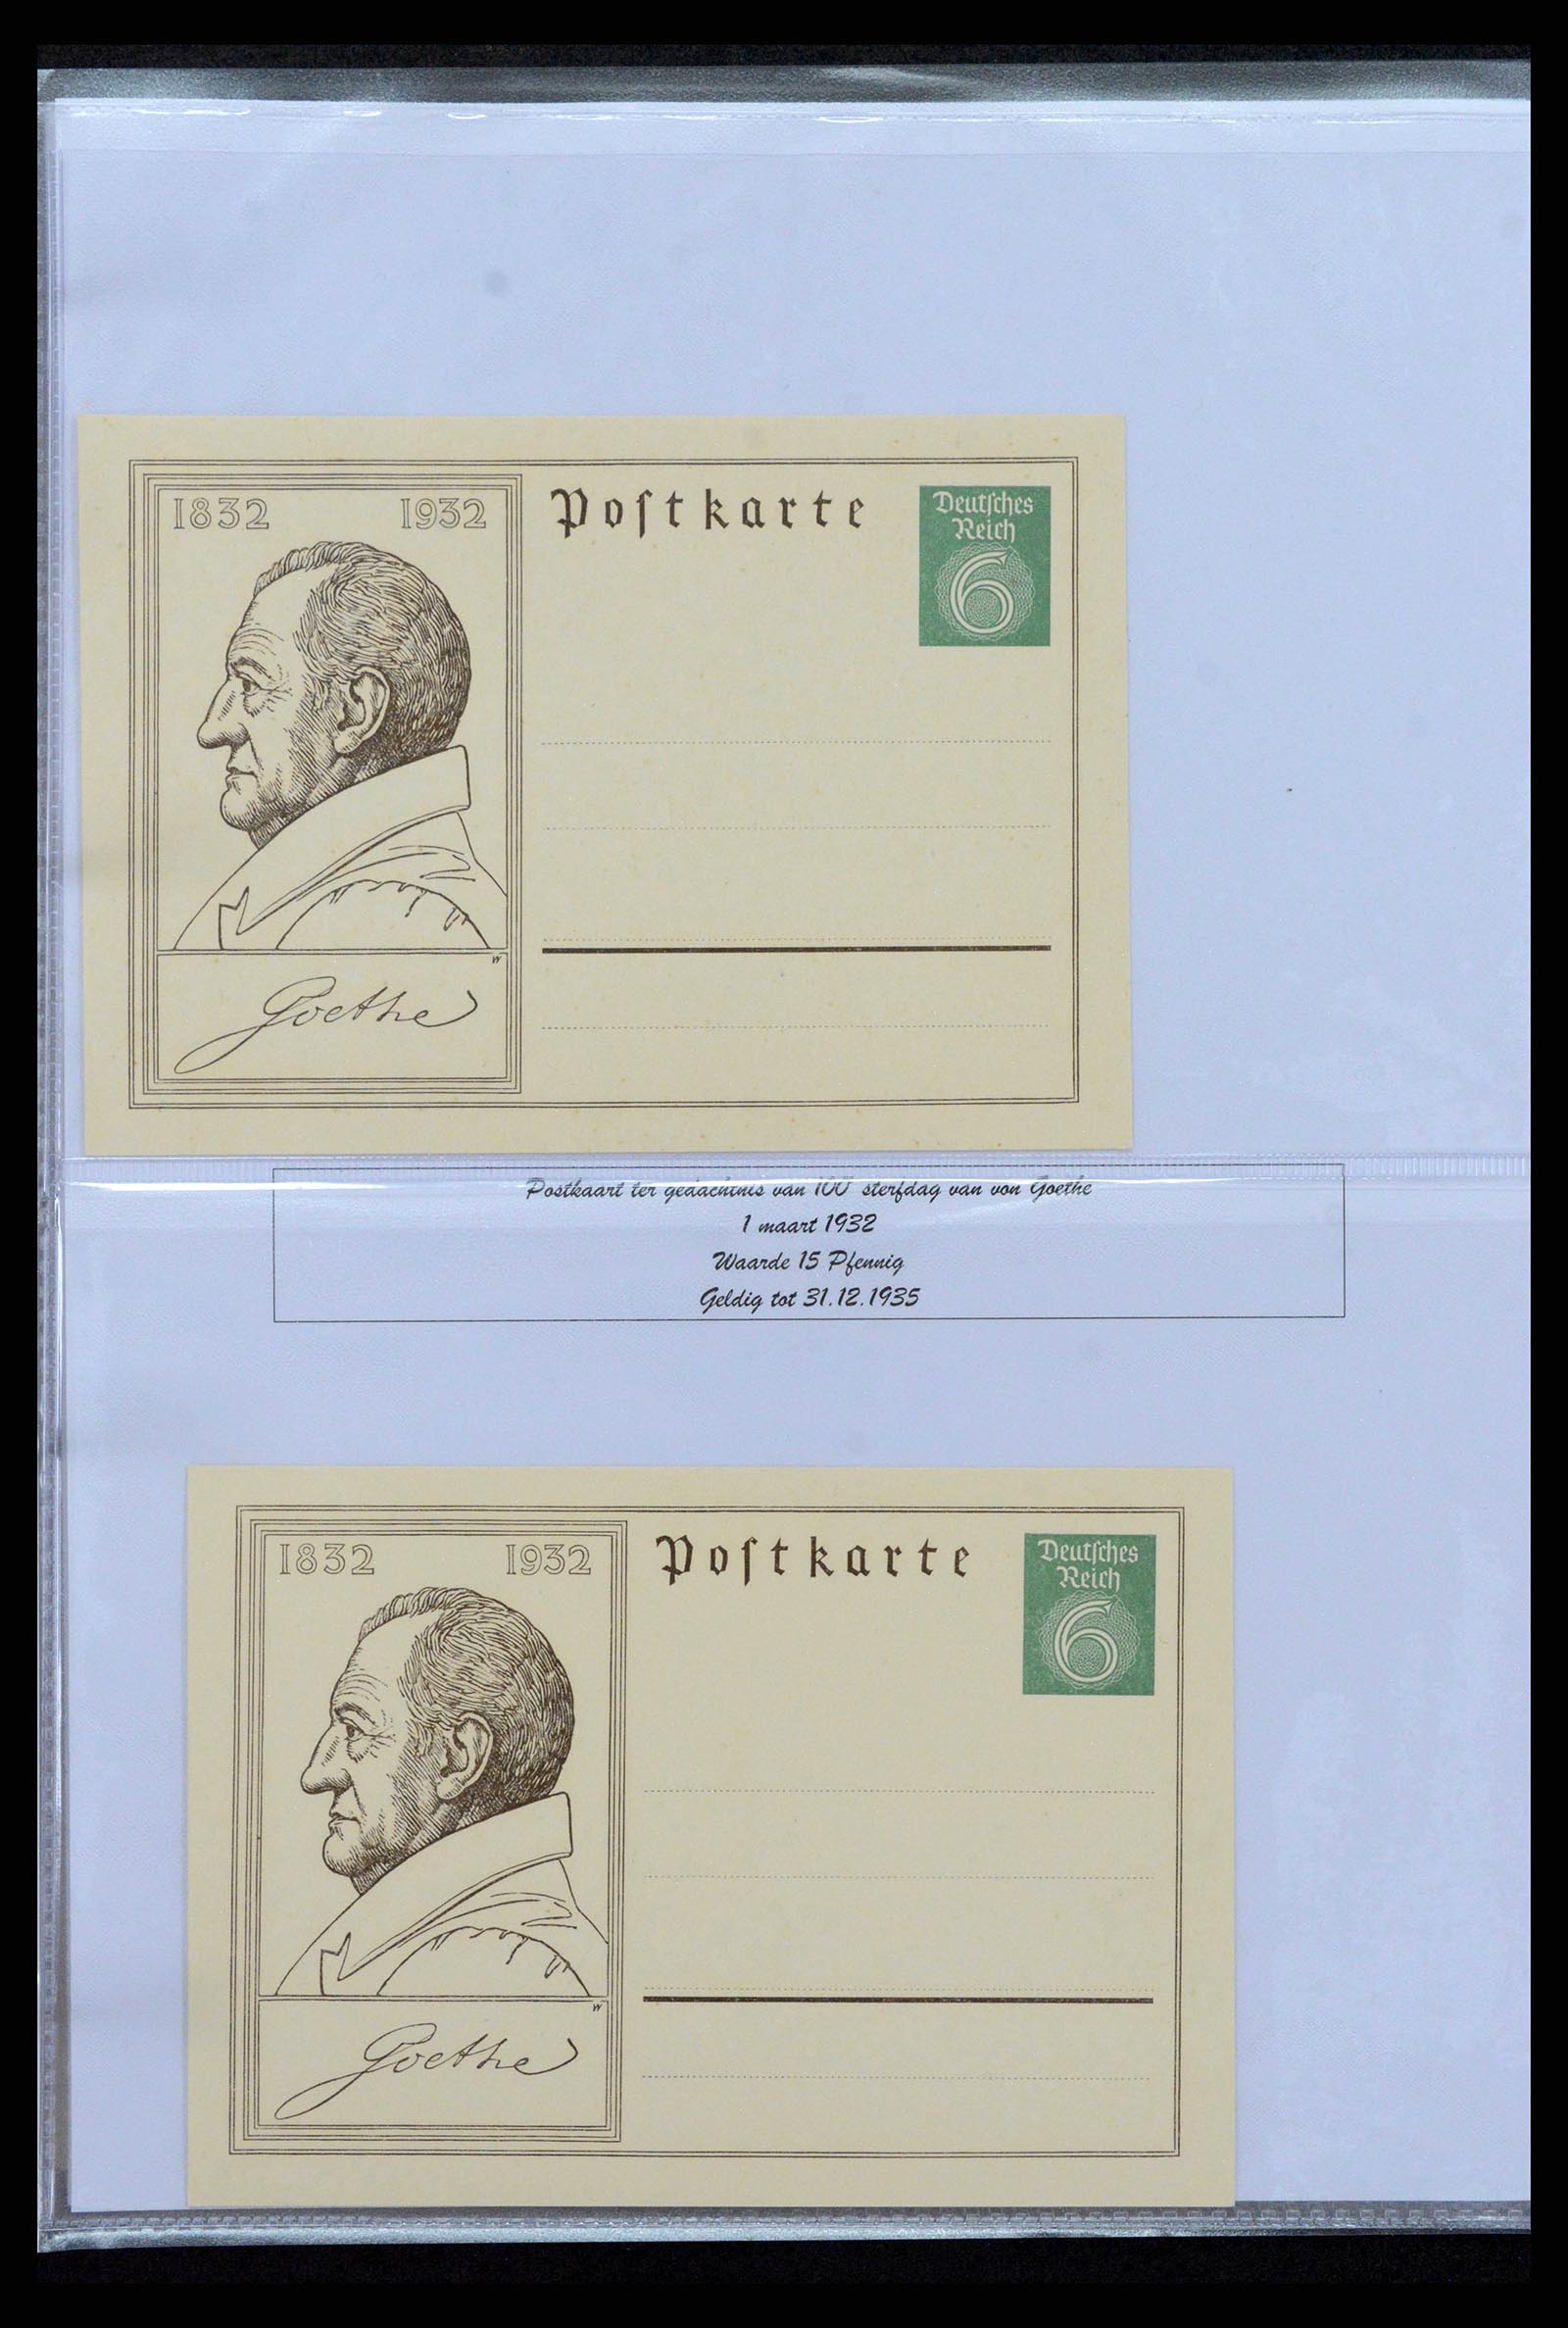 1832 1932
Poſtkarte
Deutſches
Reich
6
W
Goethe
Postkaart ter gedachtnis van 100 sterfdag van von Goethe
1 maart 1932
Waarde 15 Pfennig
Geldig tot 31.12.1935
1832 1932
Poſtkarte
Deutſches
Reich
6
W
Goethe